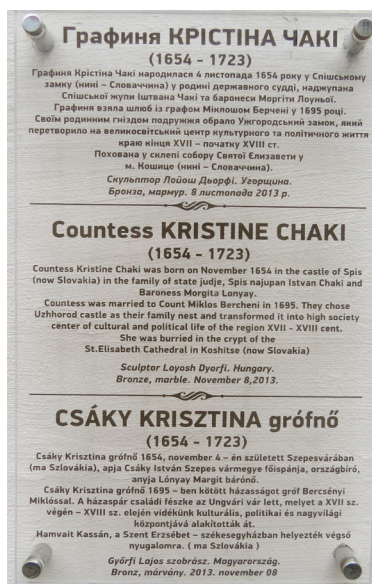 Графиня КРІСТІНА ЧАКІ
(1654 - 1723)
Графиня Крістіна Чакі народилася 4 листопада 1654 року у Спішському
замку (нині – Словаччина) у родині державного судді, наджупана
Спішської жупи Іштвана Чакі та баронеси Моргіти Лоуньої.
Графиня взяла шлюб із графом Міклошом Берчені у 1695 році.
Своїм родинним гніздом подружжя обрало Ужгородський замок, який
перетворило на великосвітський центр культурного та політичного життя
краю кінця XVII – початку XVIII ст.
Похована у склепі собору Святої Єлизавети у
м. Кошице (нині – Словаччина).
Скульптор Лойош Дьорфі. Угорщина.
Бронза, мармур. 8 листопада 2013 р.
Countess KRISTINE CHAKI
(1654 - 1723)
Countess Kristine Chaki was born on November 1654 in the castle of Spis
(now Slovakia) in the family of state judje, Spis najupan Istvan Chaki and
Baroness Morgita Lonyay.
Countess was married to Count Miklos Bercheni in 1695. They chose
Uzhhorod castle as their family nest and transformed it into high society
center of cultural and political life of the region XVII - XVIII cent.
She was burried in the crypt of the
St.Elisabeth Cathedral in Koshitse (now Slovakia)
Sculptor Loyosh Dyorfi. Hungary.
Bronze, marble. November 8,2013.
CSÁKY KRISZTINA grófnő
(1654 - 1723)
Csáky Krisztina grófnő 1654, november 4 – én született Szepesvárában
(ma Szlovákia), apja Csáky István Szepes vármegye főispánja, országbíró,
anyja Lónyay Margit bárónő.
Csáky Krisztina grófnő 1695 – ben kötött házasságot gróf Bercsényi
Miklóssal. A házaspár családi fészke az Ungvári vár lett, melyet a XVII sz.
végén – XVIII sz. elején vidékünk kulturális, politikai és nagyvilági
központjává alakították át.
Hamvait Kassán, a Szent Erzsébet – székesegyházban helyezték végső
nyugalomra. ( ma Szlovákia )
Győrfi Lajos szobrász. Magyarország.
Bronz, márvány. 2013. november 08